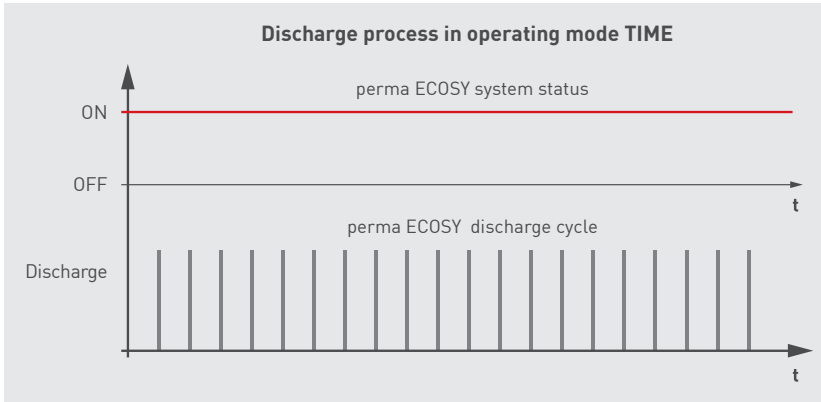 Discharge process in operating mode TIME
perma ECOSY system status
ON
OFF
t
perma ECOSY discharge cycle
Discharge
t